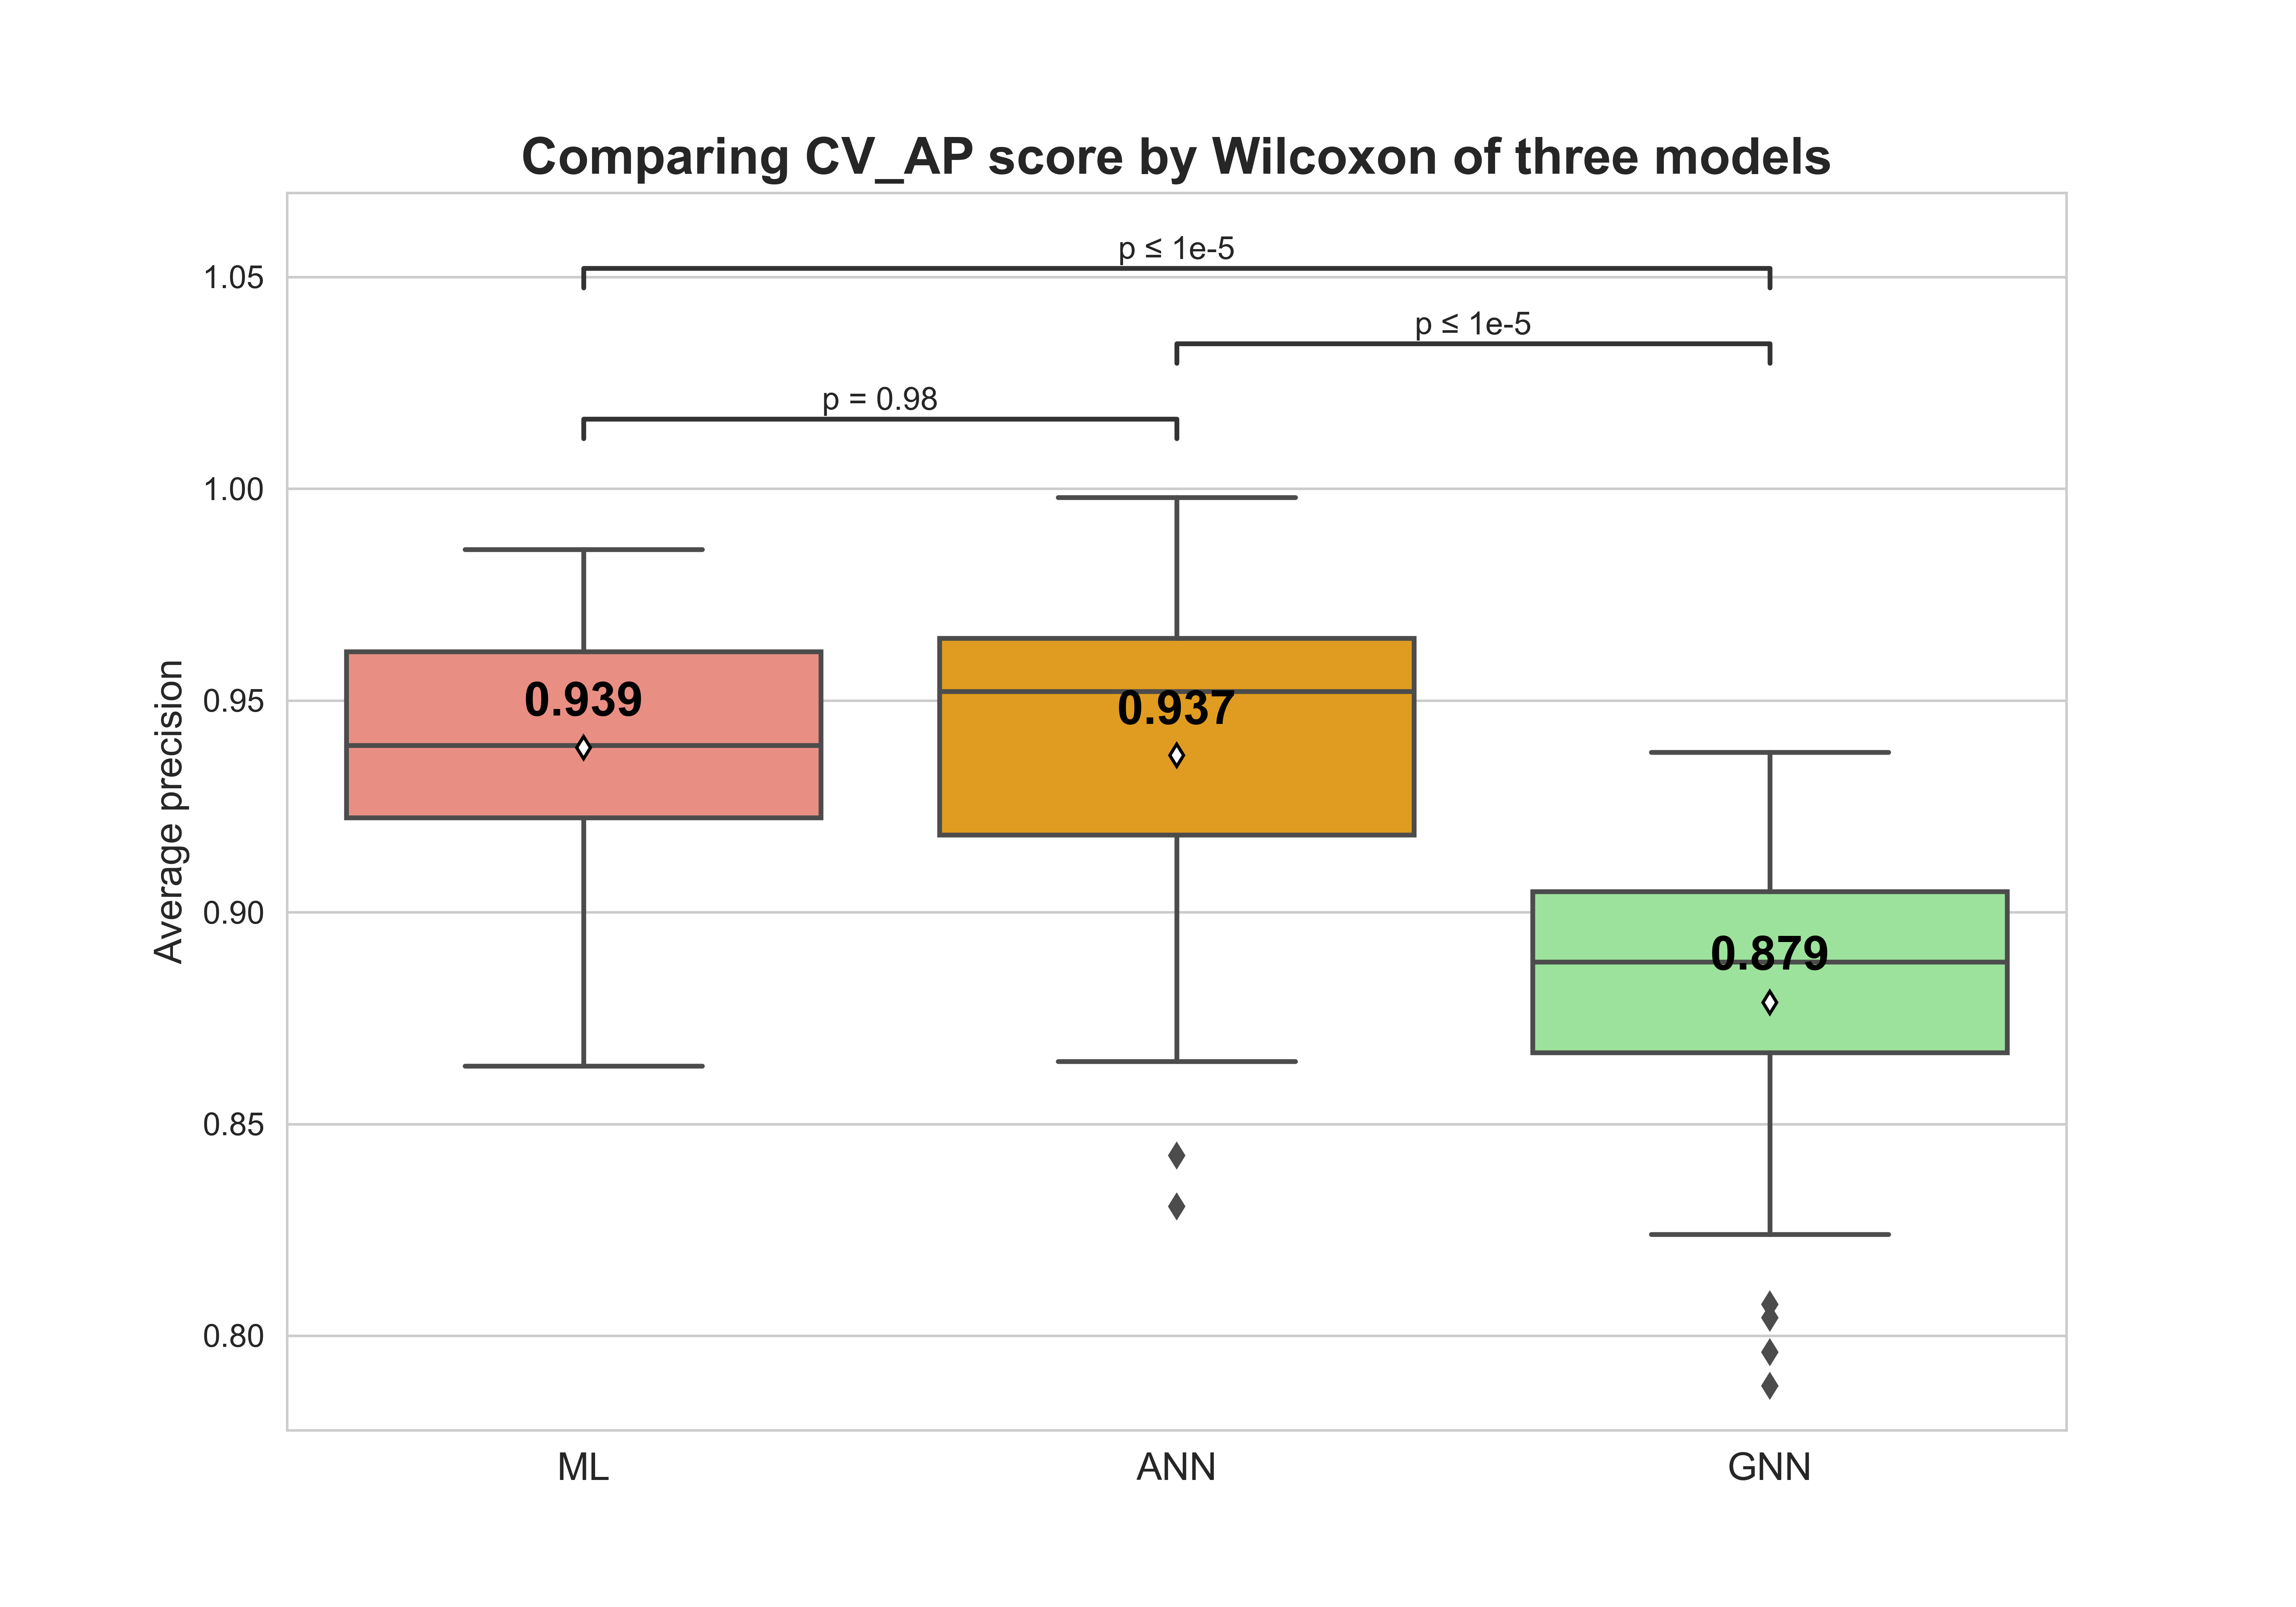 Comparing CV_AP score by Wilcoxon of three models
p ≤ 1e-5
p ≤ 1e-5
p = 0.98
1.05
1.00
0.95
0.90
0.85
0.80
Average precision
0.939
0.937
0.879
ML
ANN
GNN